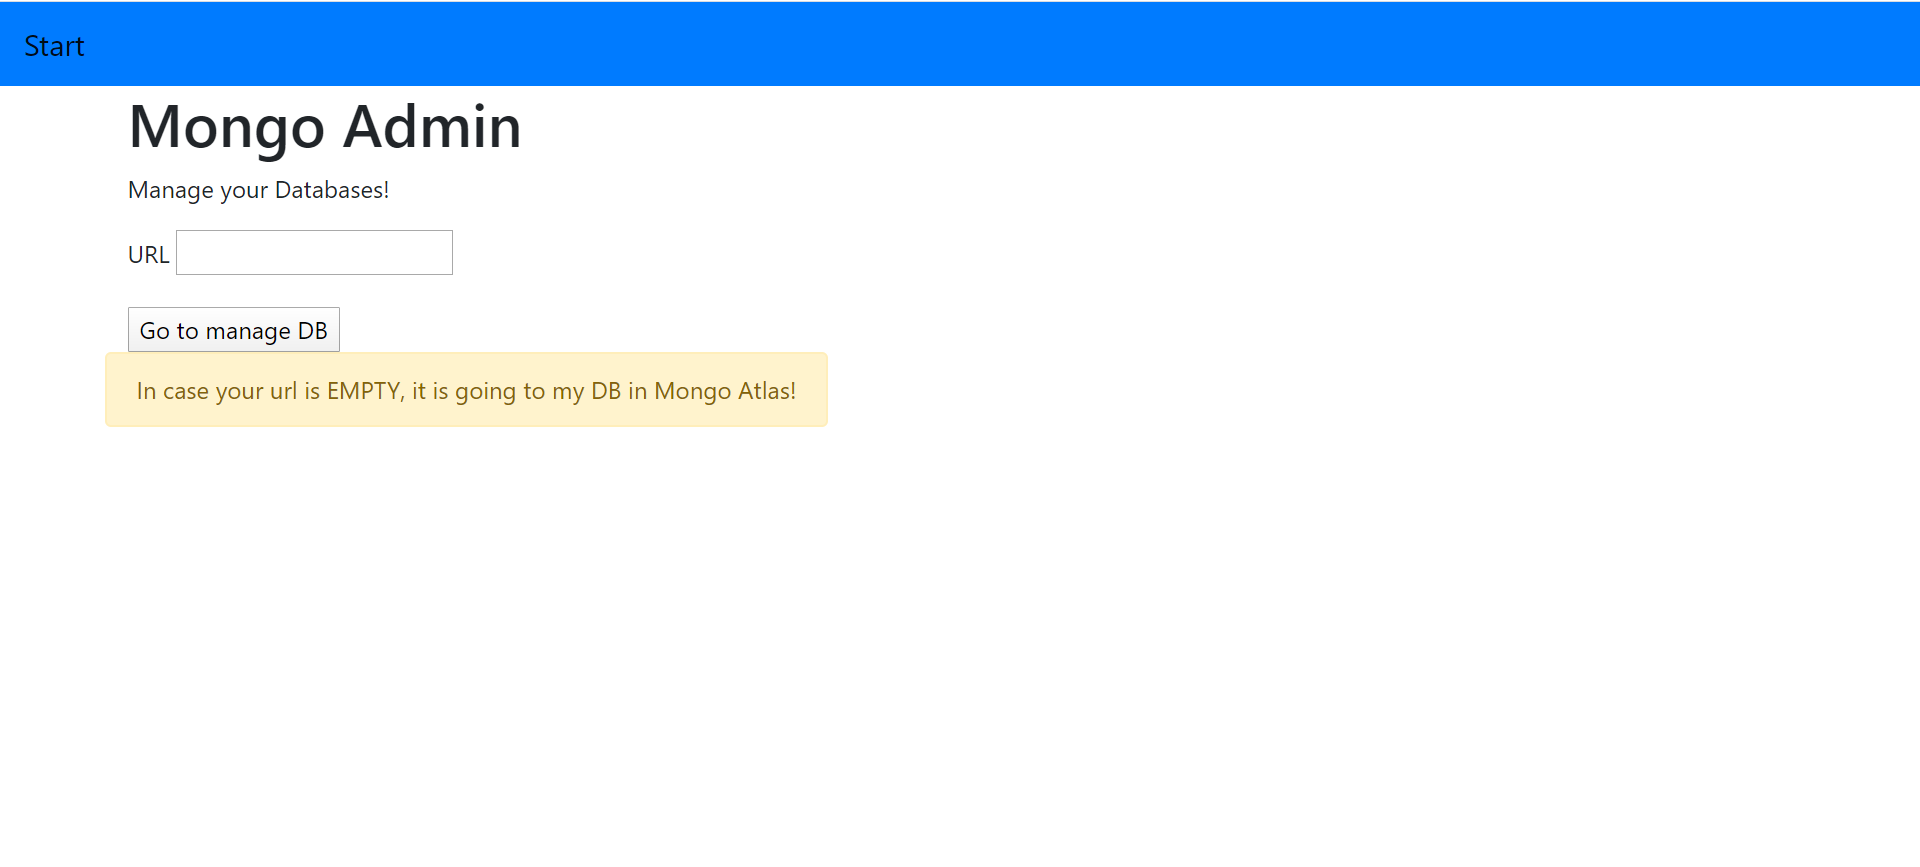 Start
Mongo Admin
Manage your Databases!
URL
Go to manage DB
In case your url is EMPTY, it is going to my DB in Mongo Atlas!